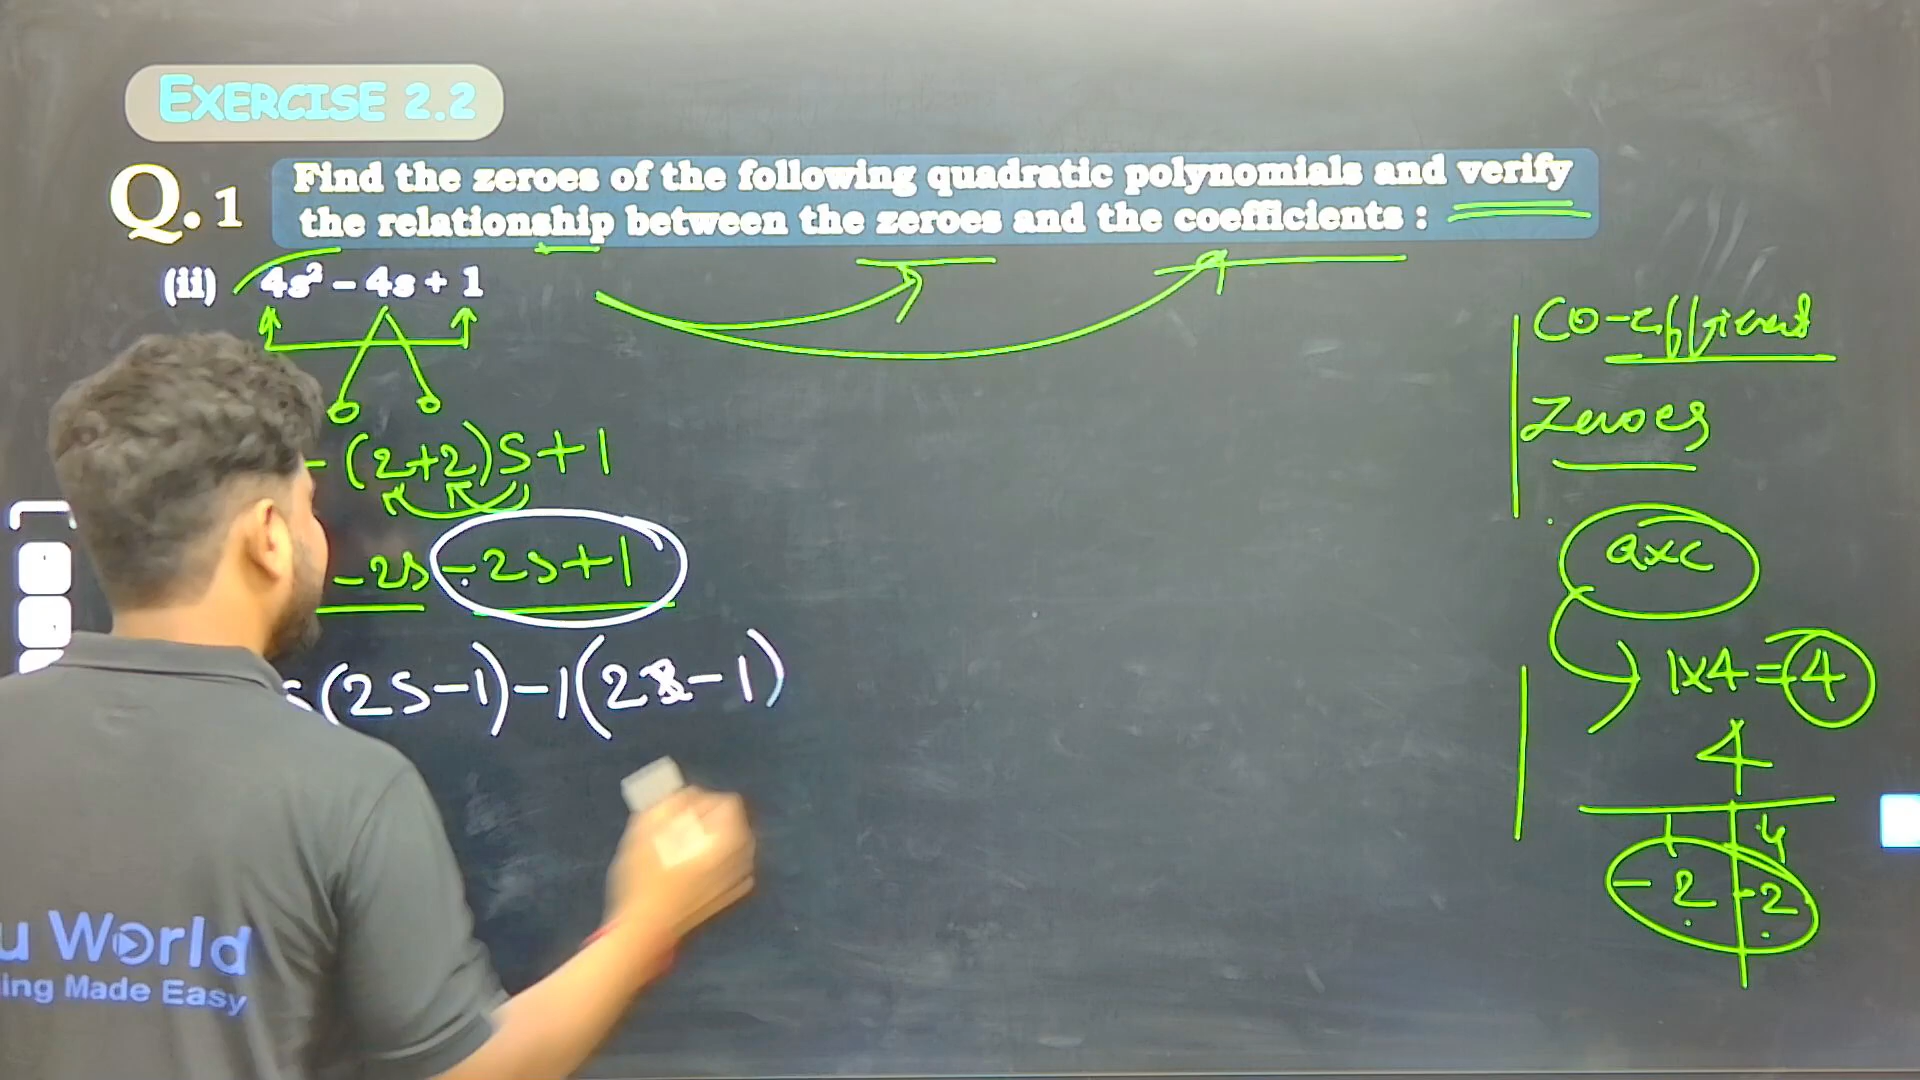 EXERCISE 2.2
Q. 1 Find the zeroes of the following quadratic polynomials and verify
the relationship between the zeroes and the coefficients :
(ii) 4s² – 4s + 1
- (2+2)S+1
-2s -2s+1
(2S-1)-1(2s-1)
Co-efficient
Zeroes
axc
1x4=4
4
1 4
-2 -2
u World
ing Made Easy